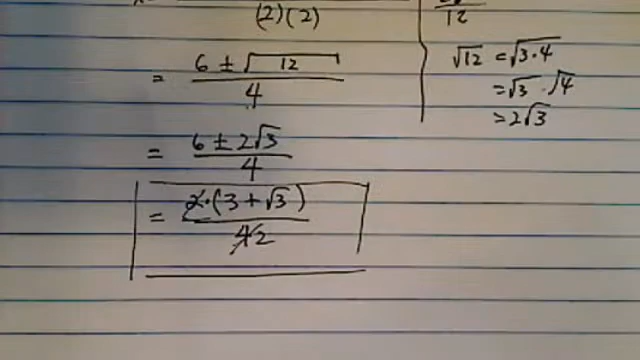 (2)(2)
= 6 ± √12 / 4
= 6 ± 2√3 / 4
= 2·(3 + √3) / 4 2
12
√12 = √3·4
= √3 · √4
= 2√3